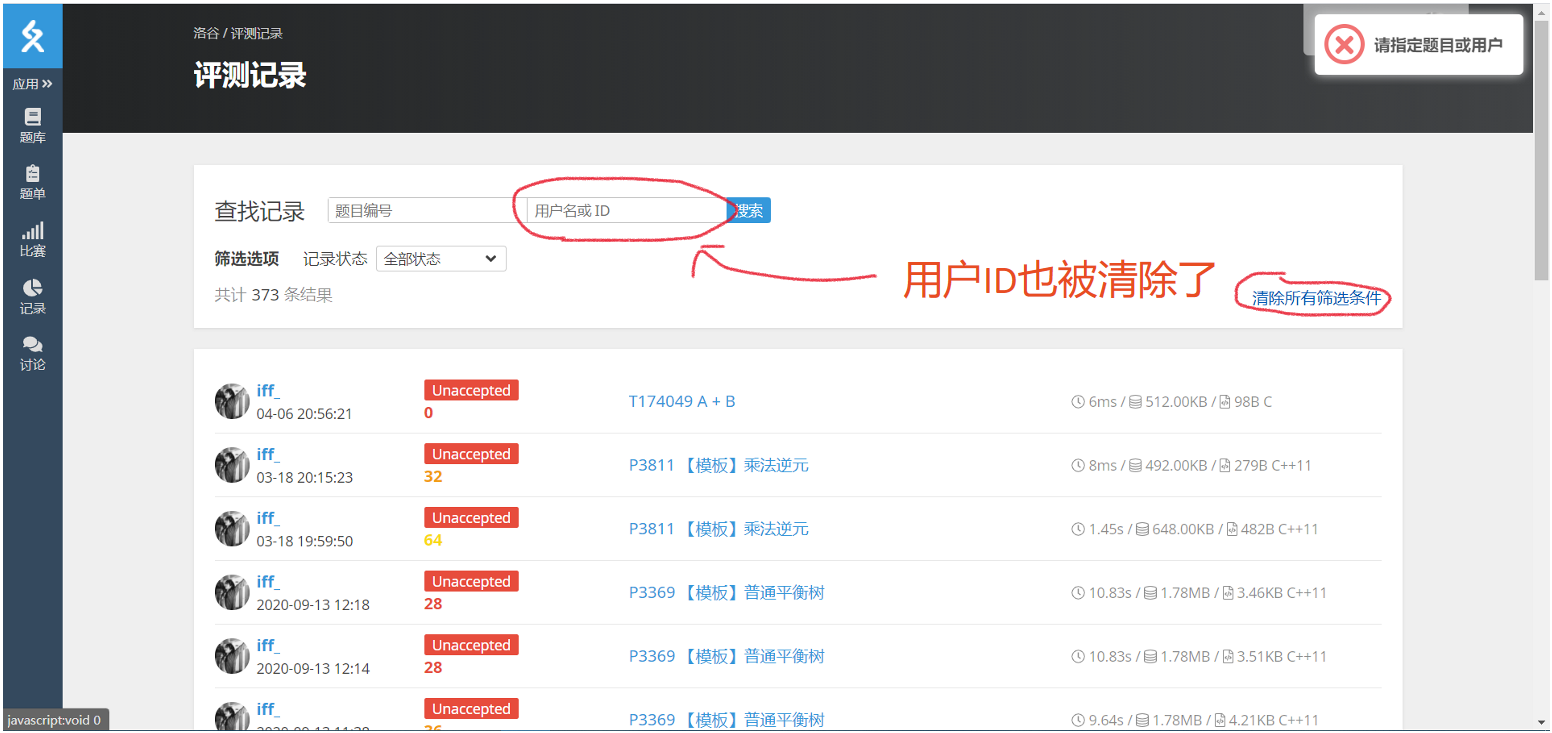 洛谷 / 评测记录
评测记录
请指定题目或用户
应用
题库
题单
比赛
记录
讨论
查找记录 题目编号 用户名或 ID 搜索
筛选选项 记录状态 全部状态
共计 373 条结果
用户ID也被清除了
清除所有筛选条件
iff_ Unaccepted
04-06 20:56:21 0
T174049 A + B
6ms / 512.00KB / 98B C
iff_ Unaccepted
03-18 20:15:23 32
P3811 【模板】乘法逆元
8ms / 492.00KB / 279B C++11
iff_ Unaccepted
03-18 19:59:50 64
P3811 【模板】乘法逆元
1.45s / 648.00KB / 482B C++11
iff_ Unaccepted
2020-09-13 12:18 28
P3369 【模板】普通平衡树
10.83s / 1.78MB / 3.46KB C++11
iff_ Unaccepted
2020-09-13 12:14 28
P3369 【模板】普通平衡树
10.83s / 1.78MB / 3.51KB C++11
iff_ Unaccepted
P3369 【模板】普通平衡树
9.64s / 1.78MB / 4.21KB C++11
javascript:void 0